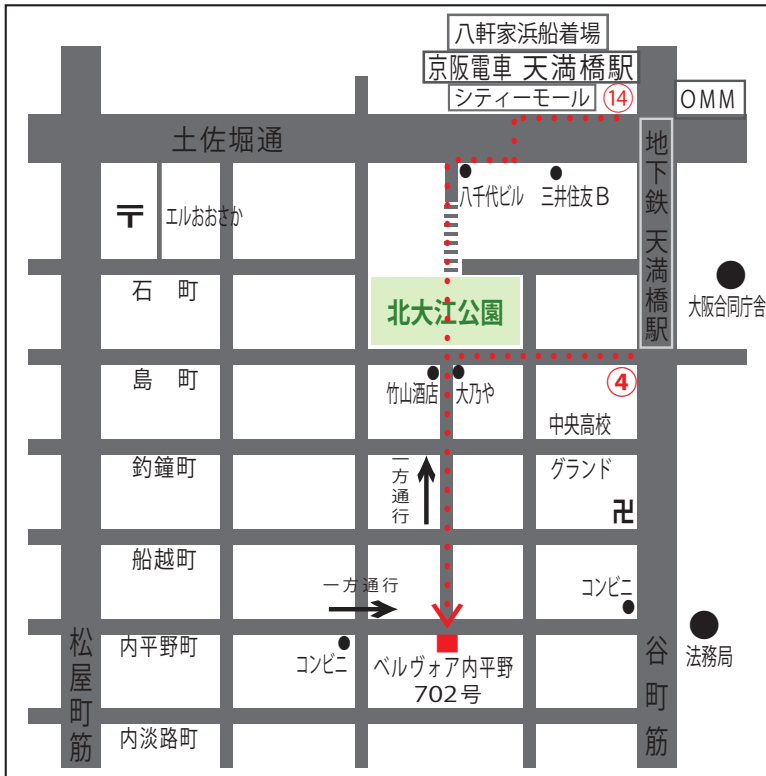 八軒家浜船着場
京阪電車 天満橋駅
シティーモール
⑭
OMM
土佐堀通
地下鉄 天満橋駅
八千代ビル
三井住友B
〒
エルおおさか
石町
北大江公園
大阪合同庁舎
島町
竹山酒店
大乃や
④
中央高校
グランド
釣鐘町
一方通行
卍
船越町
一方通行
コンビニ
松屋町筋
内平野町
コンビニ
ベルヴォア内平野
702号
谷町筋
法務局
内淡路町